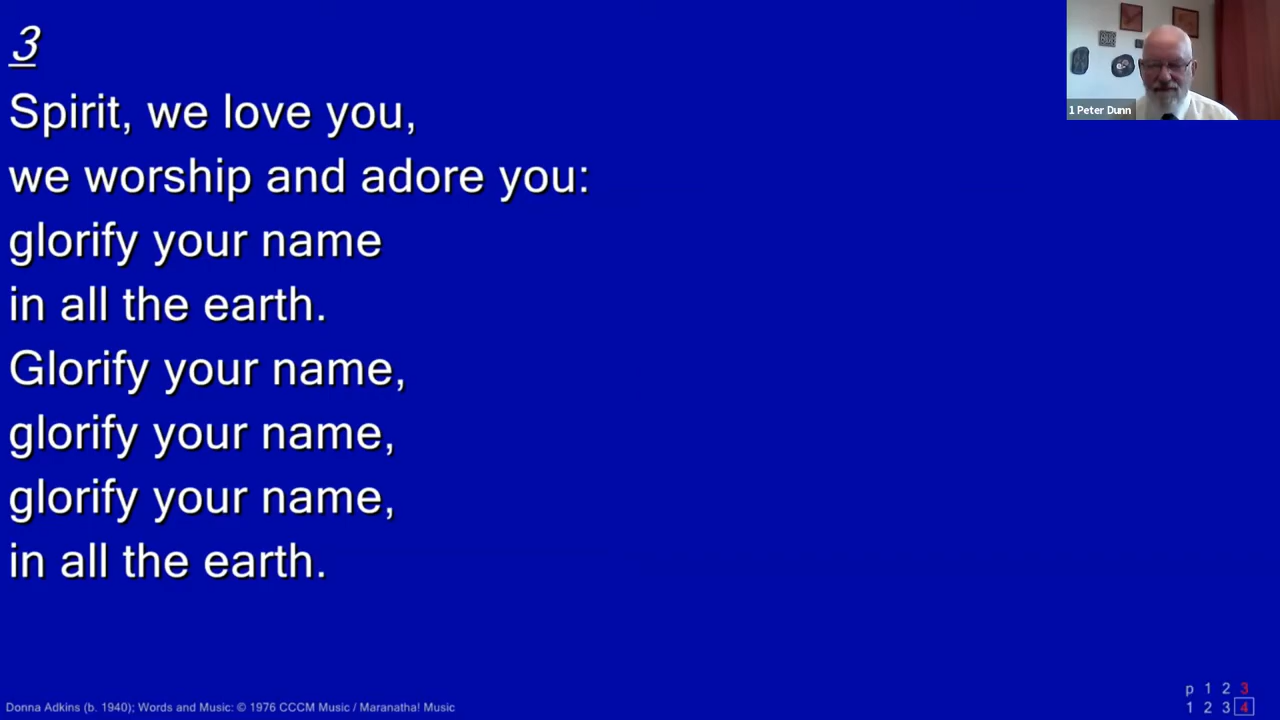 3
Spirit, we love you,
we worship and adore you:
glorify your name
in all the earth.
Glorify your name,
glorify your name,
glorify your name,
in all the earth.
1 Peter Dunn
Donna Adkins (b. 1940); Words and Music: © 1976 CCCM Music / Maranatha! Music
p 1 2 3
1 2 3 4